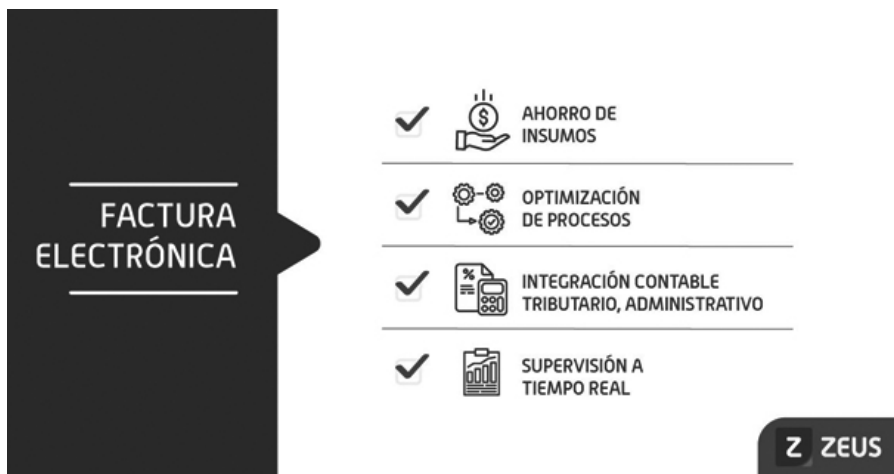 FACTURA
ELECTRÓNICA
AHORRO DE
INSUMOS
OPTIMIZACIÓN
DE PROCESOS
INTEGRACIÓN CONTABLE
TRIBUTARIO, ADMINISTRATIVO
SUPERVISIÓN A
TIEMPO REAL
Z ZEUS